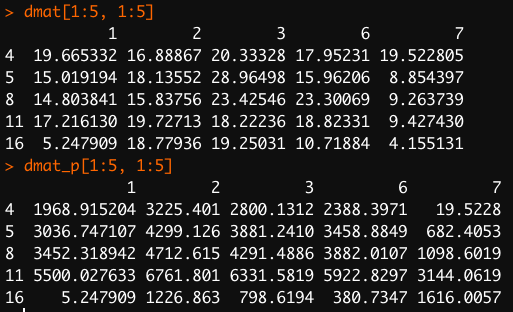 > dmat[1:5, 1:5]
           1        2        3        6         7
4  19.665332 16.88867 20.33328 17.95231 19.522805
5  15.019194 18.13552 28.96498 15.96206  8.854397
8  14.803841 15.83756 23.42546 23.30069  9.263739
11 17.216130 19.72713 18.22236 18.82331  9.427430
16  5.247909 18.77936 19.25031 10.71884  4.155131
> dmat_p[1:5, 1:5]
             1        2         3         6         7
4  1968.915204 3225.401 2800.1312 2388.3971   19.5228
5  3036.747107 4299.126 3881.2410 3458.8849  682.4053
8  3452.318942 4712.615 4291.4886 3882.0107 1098.6019
11 5500.027633 6761.801 6331.5819 5922.8297 3144.0619
16    5.247909 1226.863  798.6194  380.7347 1616.0057